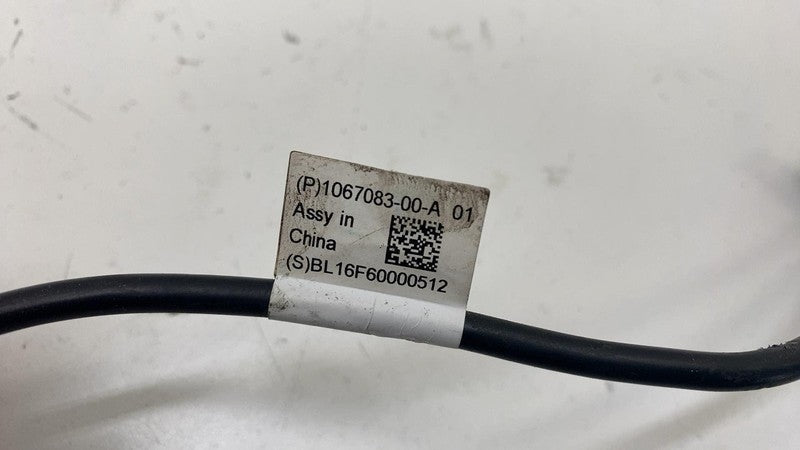 (P)1067083-00-A 01
Assy in
China
(S)BL16F60000512